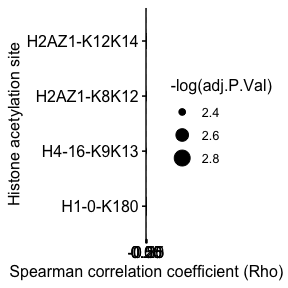 Histone acetylation site
H2AZ1-K12K14
H2AZ1-K8K12
H4-16-K9K13
H1-0-K180
-log(adj.P.Val)
2.4
2.6
2.8
Spearman correlation coefficient (Rho)